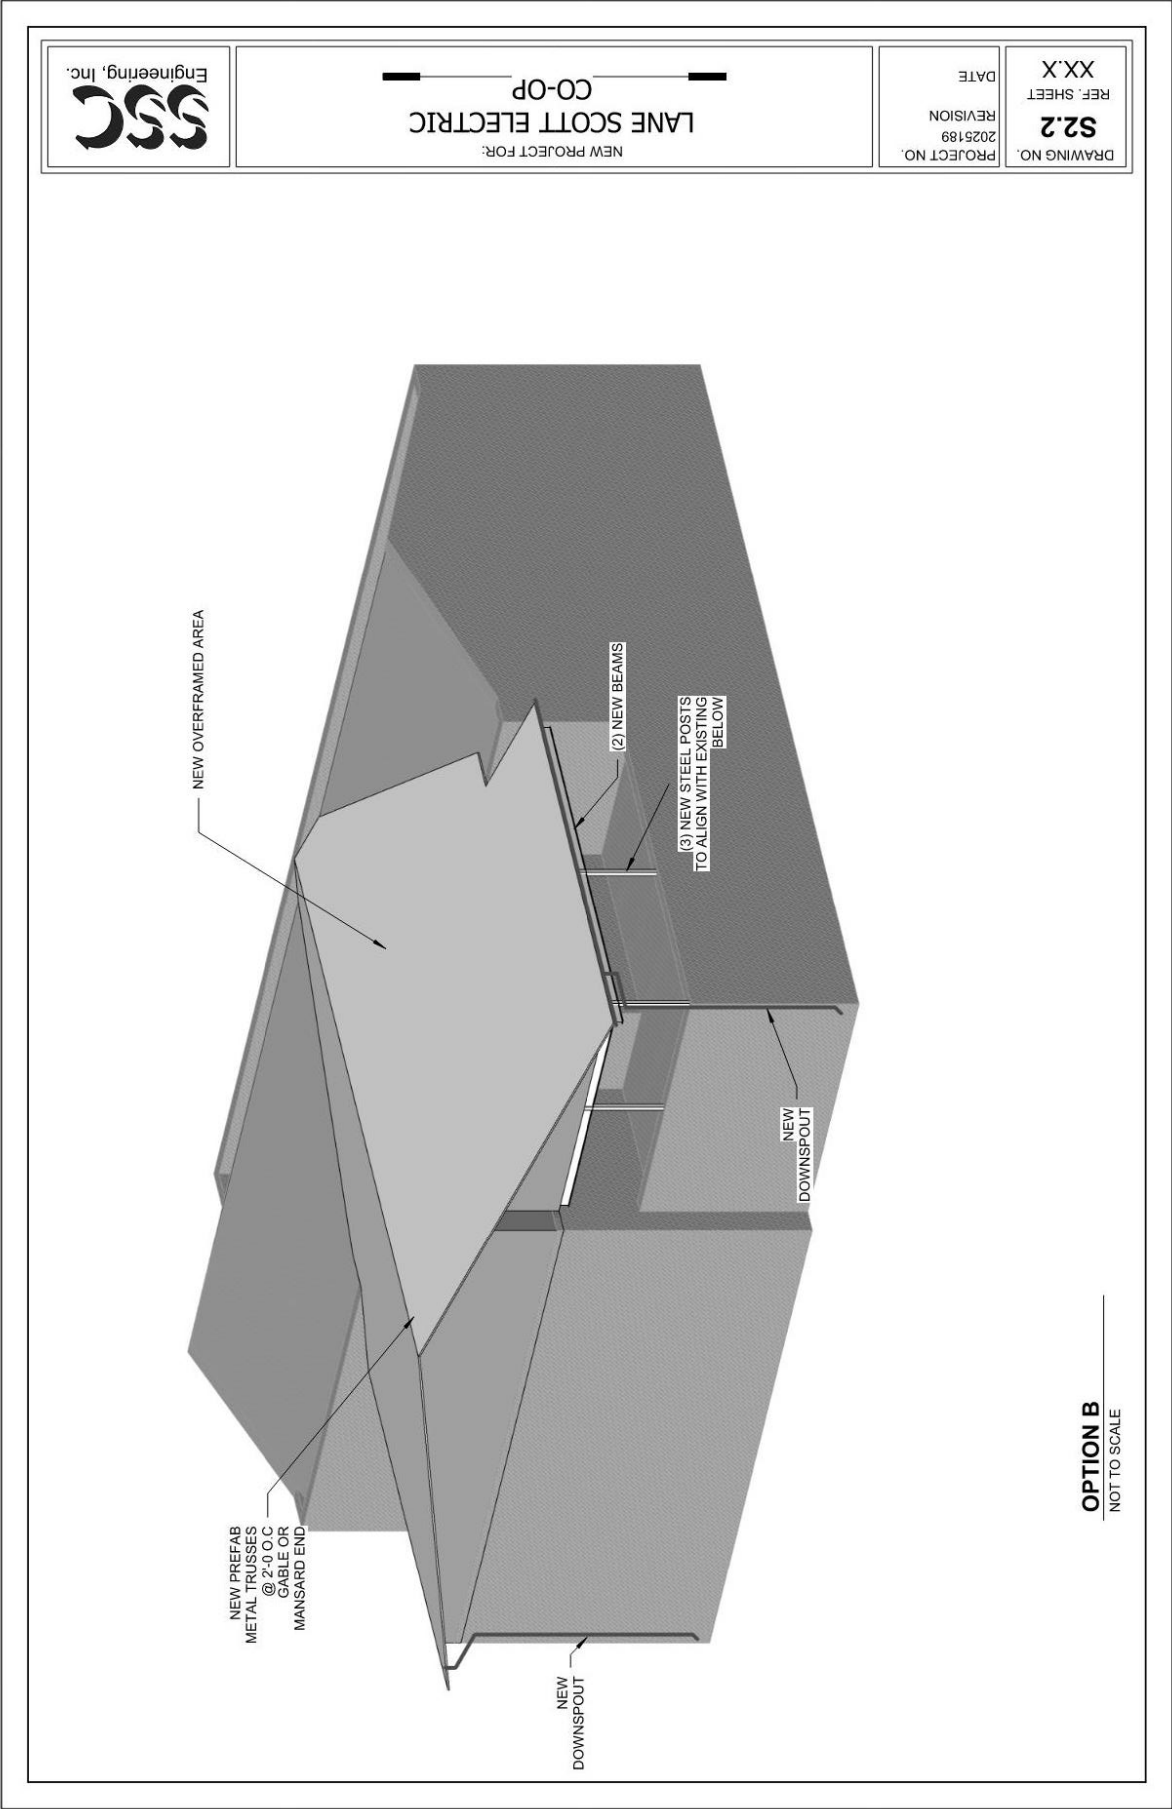 SSC
Engineering, Inc.
NEW PROJECT FOR:
LANE SCOTT ELECTRIC
CO-OP
PROJECT NO.
2025189
REVISION
DATE
DRAWING NO.
S2.2
REF. SHEET
XX.X
NEW OVERFRAMED AREA
(2) NEW BEAMS
(3) NEW STEEL POSTS
TO ALIGN WITH EXISTING
BELOW
NEW
DOWNSPOUT
NEW PREFAB
METAL TRUSSES
@ 2'-0 O.C
GABLE OR
MANSARD END
NEW
DOWNSPOUT
OPTION B
NOT TO SCALE